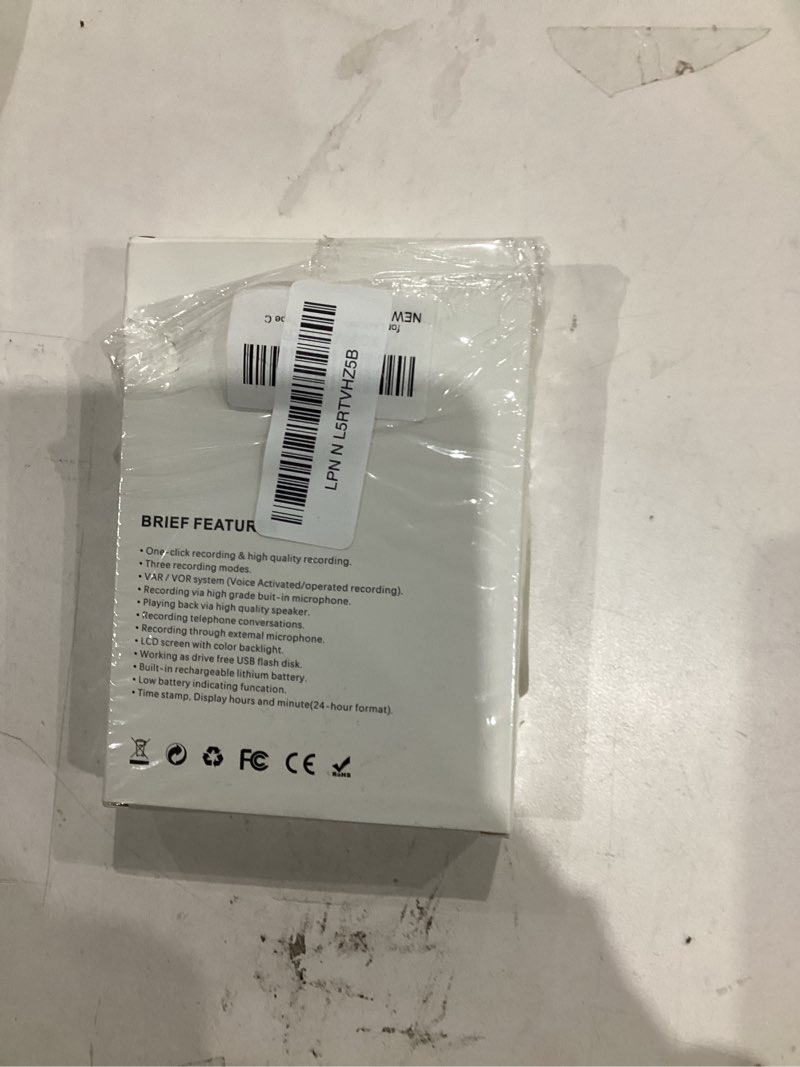 NEW
for
pe C
LPN N L5RTVHZ5B
BRIEF FEATUR
• One-click recording & high quality recording.
• Three recording modes.
• VAR / VOR system (Voice Activated/operated recording).
• Recording via high grade buit-in microphone.
• Playing back via high quality speaker.
• Recording telephone conversations.
• Recording through extemal microphone.
• LCD screen with color backlight.
• Working as drive free USB flash disk.
• Built-in rechargeable lithium battery.
• Low battery indicating funcation.
• Time stamp, Display hours and minute(24-hour format).
FC CE RoHS